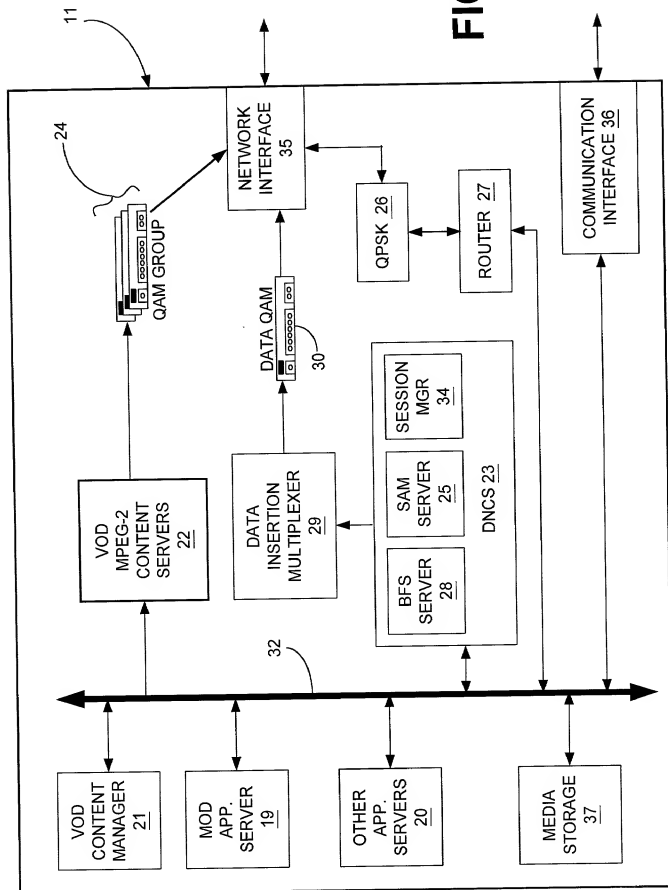 11
24
QAM GROUP
NETWORK
INTERFACE
35
VOD
MPEG-2
CONTENT
SERVERS
22
DATA QAM
30
DATA
INSERTION
MULTIPLEXER
29
QPSK 26
ROUTER 27
COMMUNICATION
INTERFACE 36
BFS
SERVER
28
SAM SERVER
25
SESSION
MGR
34
DNCS 23
32
VOD
CONTENT
MANAGER
21
MOD
APP.
SERVER
19
OTHER
APP.
SERVERS
20
MEDIA
STORAGE
37